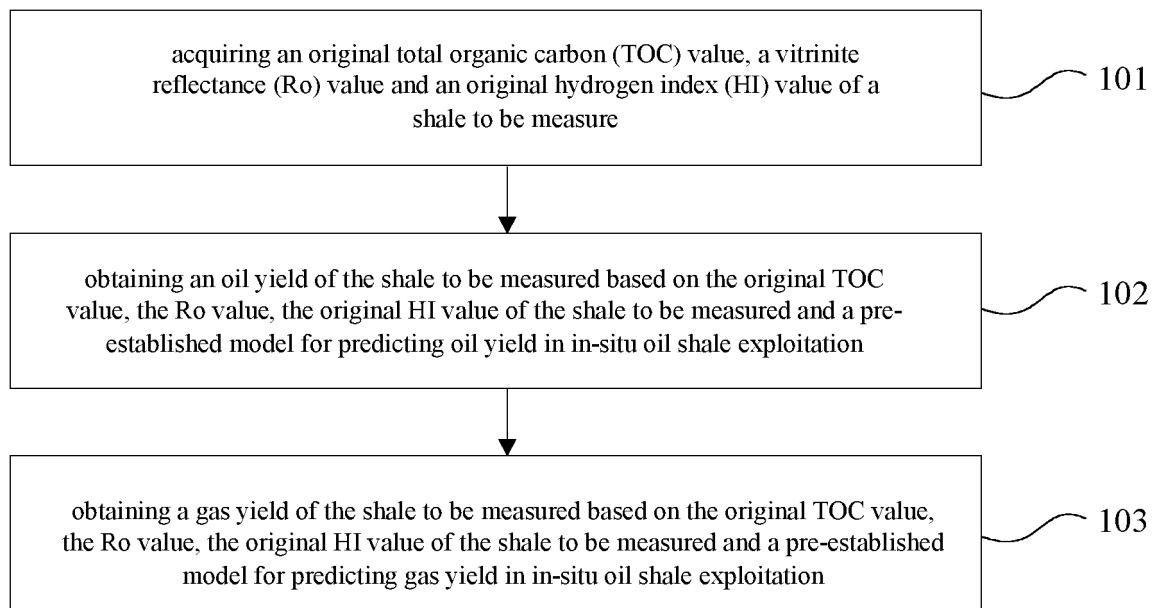 acquiring an original total organic carbon (TOC) value, a vitrinite
reflectance (Ro) value and an original hydrogen index (HI) value of a
shale to be measure
101
obtaining an oil yield of the shale to be measured based on the original TOC
value, the Ro value, the original HI value of the shale to be measured and a pre-
established model for predicting oil yield in in-situ oil shale exploitation
102
obtaining a gas yield of the shale to be measured based on the original TOC value,
the Ro value, the original HI value of the shale to be measured and a pre-established
model for predicting gas yield in in-situ oil shale exploitation
103